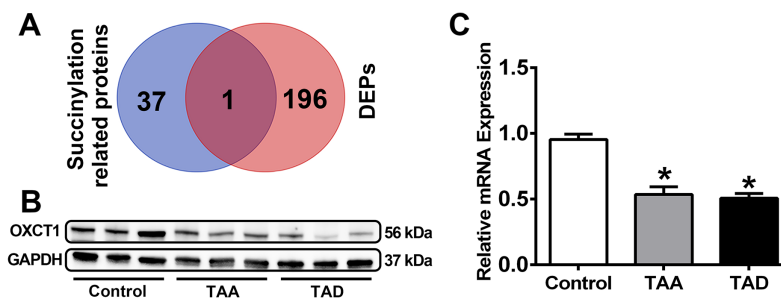 A
Succinylation
related proteins
37
1
196
DEPs
B
OXCT1
56 kDa
GAPDH
37 kDa
Control
TAA
TAD
C
Relative mRNA Expression
1.5
1.0
0.5
0.0
*
*
Control
TAA
TAD